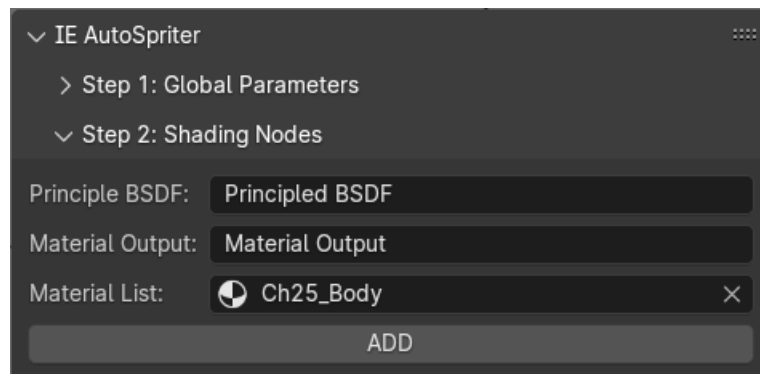 IE AutoSpriter
Step 1: Global Parameters
Step 2: Shading Nodes
Principle BSDF: Principled BSDF
Material Output: Material Output
Material List: Ch25_Body
ADD